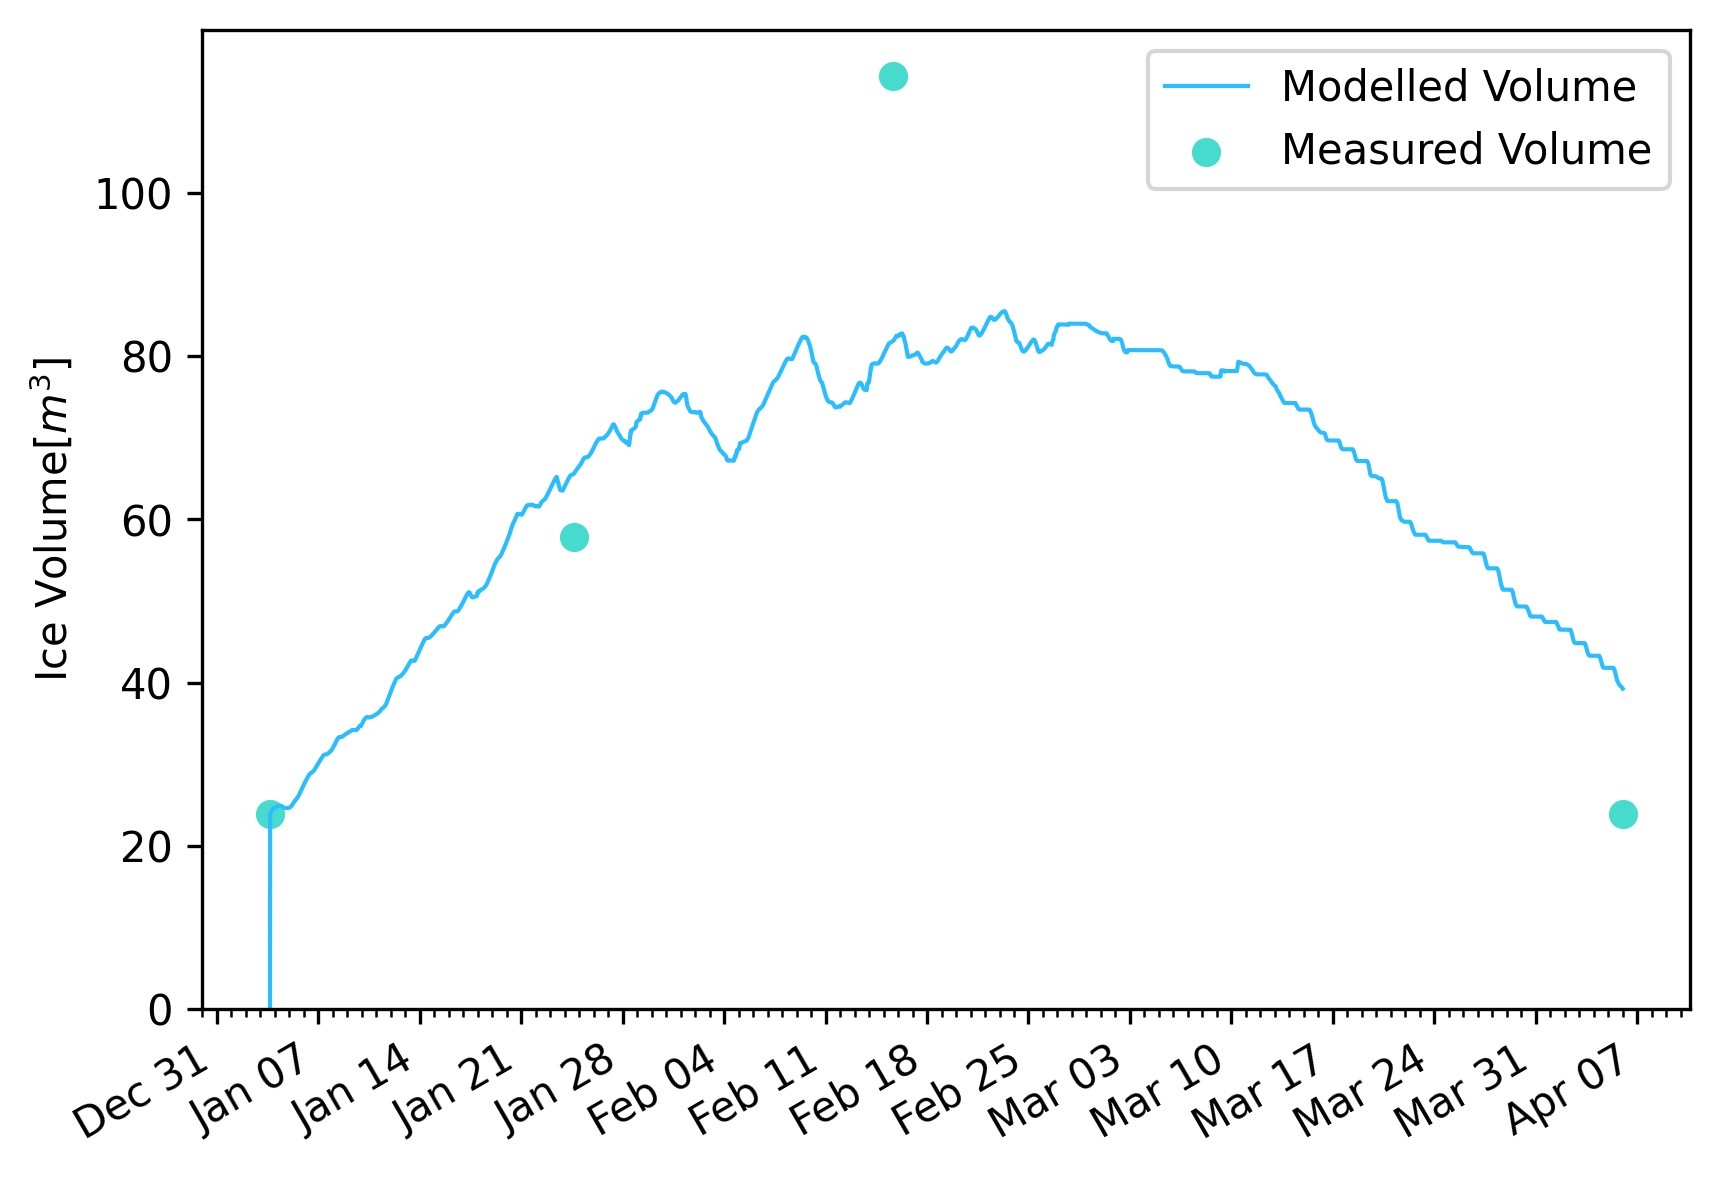 Modelled Volume
Measured Volume
Ice Volume[m³]
100
80
60
40
20
0
Dec 31
Jan 07
Jan 14
Jan 21
Jan 28
Feb 04
Feb 11
Feb 18
Feb 25
Mar 03
Mar 10
Mar 17
Mar 24
Mar 31
Apr 07